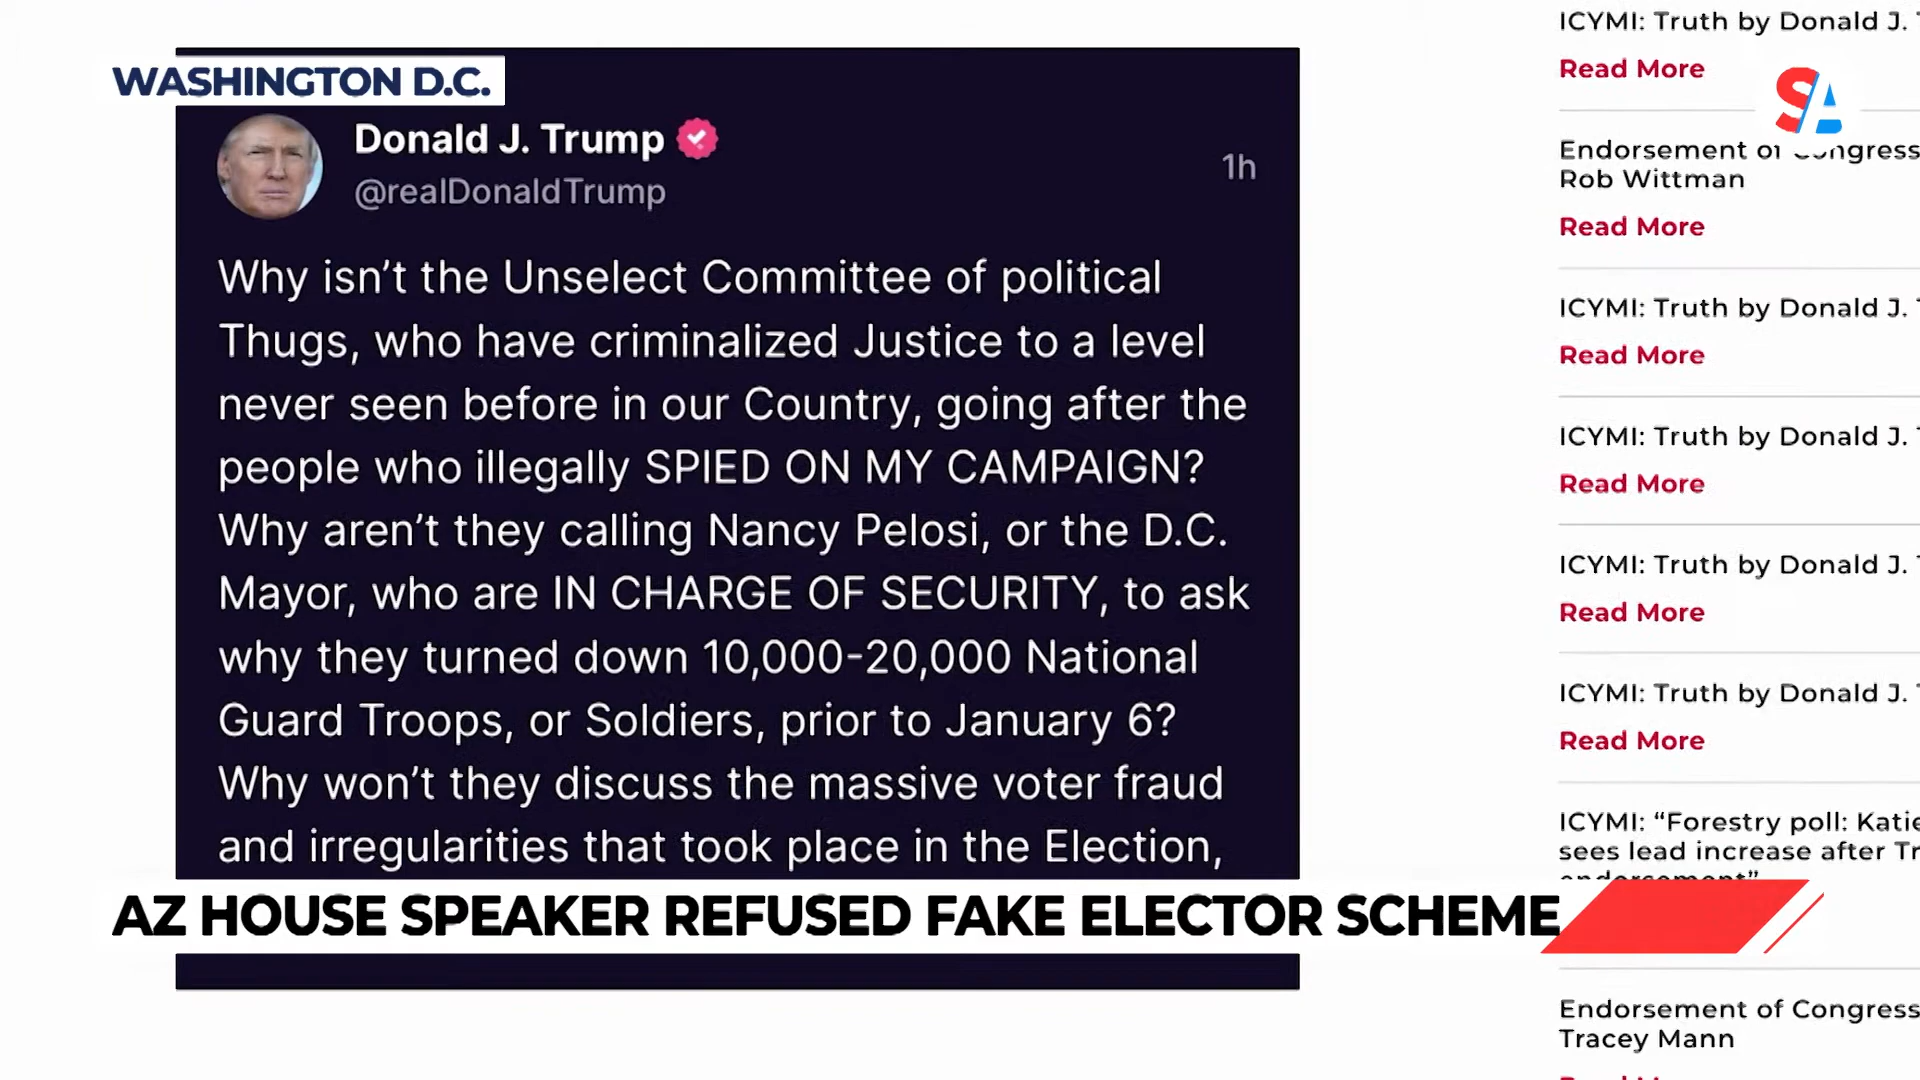 WASHINGTON D.C.
Donald J. Trump
@realDonaldTrump
1h
Why isn’t the Unselect Committee of political
Thugs, who have criminalized Justice to a level
never seen before in our Country, going after the
people who illegally SPIED ON MY CAMPAIGN?
Why aren’t they calling Nancy Pelosi, or the D.C.
Mayor, who are IN CHARGE OF SECURITY, to ask
why they turned down 10,000-20,000 National
Guard Troops, or Soldiers, prior to January 6?
Why won’t they discuss the massive voter fraud
and irregularities that took place in the Election,
AZ HOUSE SPEAKER REFUSED FAKE ELECTOR SCHEME
ICYMI: Truth by Donald J.
Read More
SA
Endorsement of Congress
Rob Wittman
Read More
ICYMI: Truth by Donald J.
Read More
ICYMI: Truth by Donald J.
Read More
ICYMI: Truth by Donald J.
Read More
ICYMI: Truth by Donald J.
Read More
ICYMI: “Forestry poll: Katie
sees lead increase after Tr
endorsement”
Endorsement of Congress
Tracey Mann